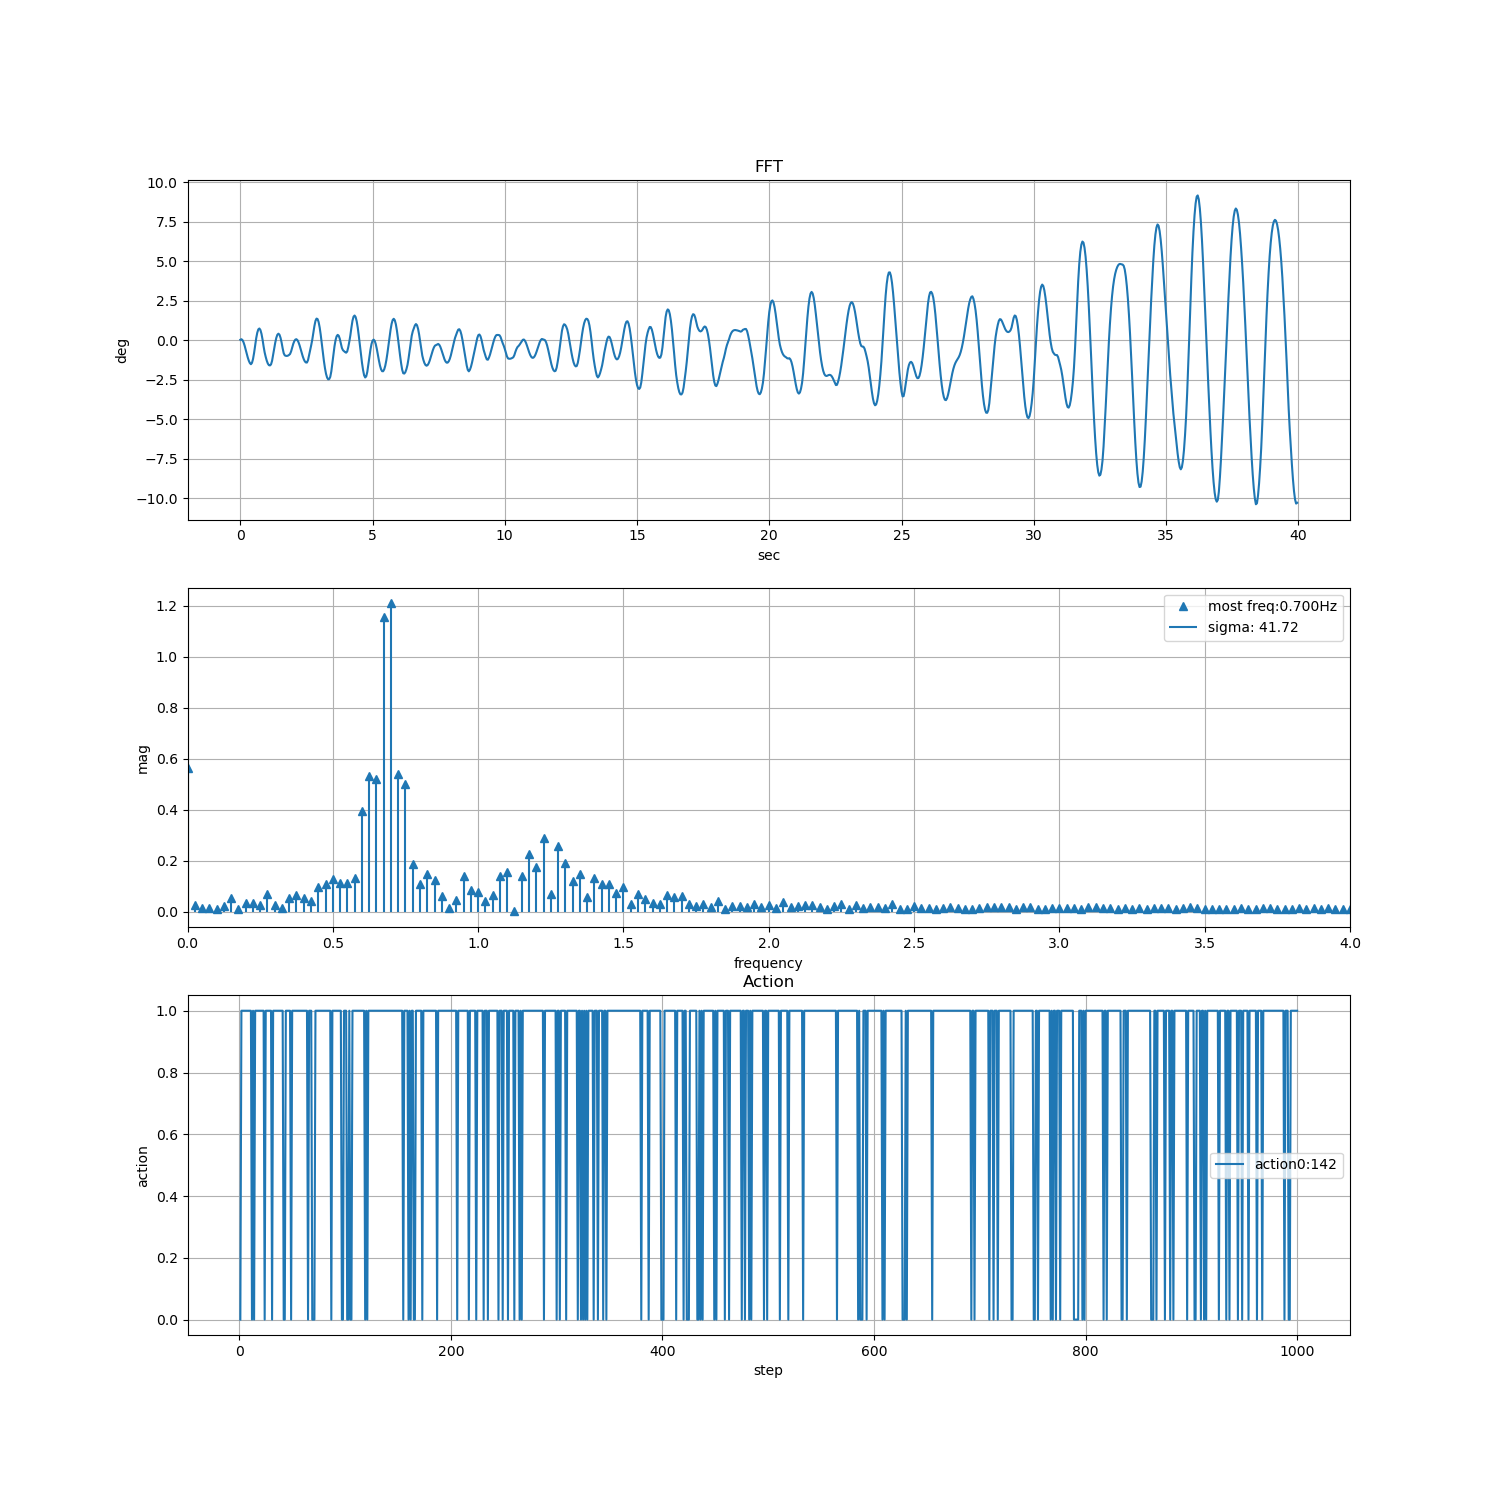 FFT
10.0
7.5
5.0
2.5
0.0
−2.5
−5.0
−7.5
−10.0
deg
0 5 10 15 20 25 30 35 40
sec
1.2
1.0
0.8
0.6
0.4
0.2
0.0
mag
most freq:0.700Hz
sigma: 41.72
0.0 0.5 1.0 1.5 2.0 2.5 3.0 3.5 4.0
frequency
Action
1.0
0.8
0.6
0.4
0.2
0.0
action
action0:142
0 200 400 600 800 1000
step